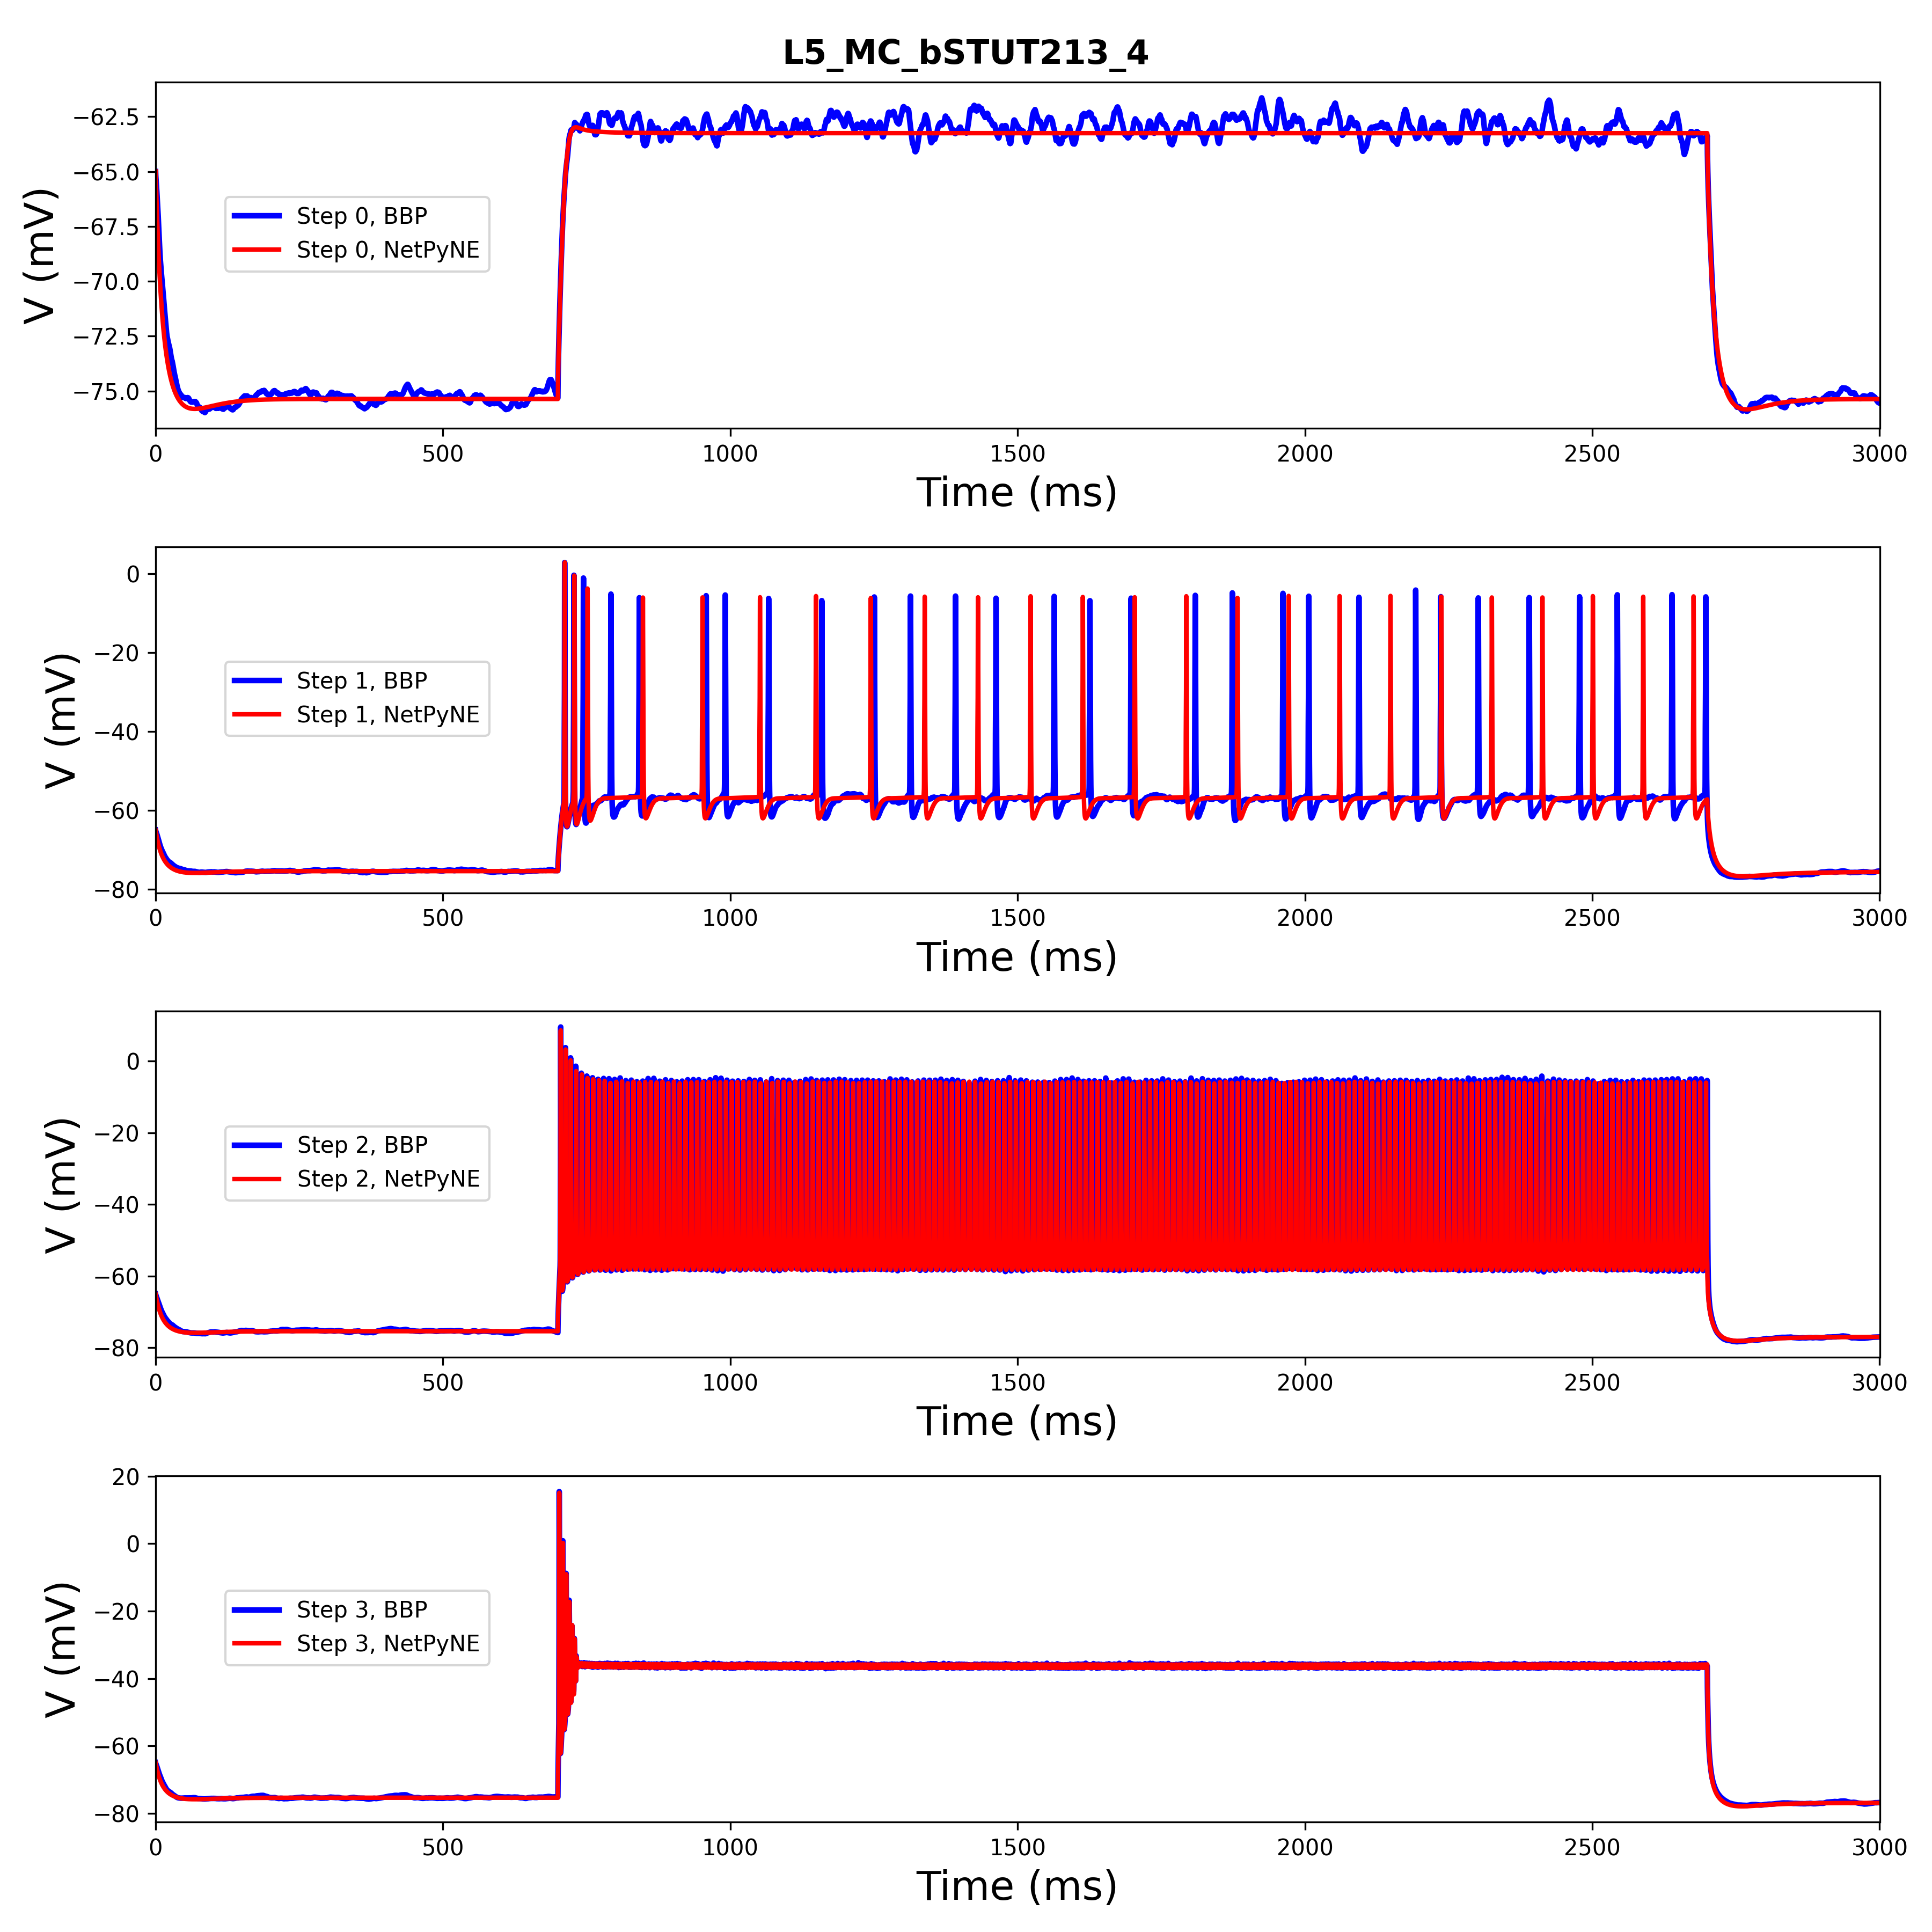 L5_MC_bSTUT213_4
V (mV)
−62.5
−65.0
−67.5
−70.0
−72.5
−75.0
Step 0, BBP
Step 0, NetPyNE
0 500 1000 1500 2000 2500 3000
Time (ms)
V (mV)
0
−20
−40
−60
−80
Step 1, BBP
Step 1, NetPyNE
0 500 1000 1500 2000 2500 3000
Time (ms)
V (mV)
0
−20
−40
−60
−80
Step 2, BBP
Step 2, NetPyNE
0 500 1000 1500 2000 2500 3000
Time (ms)
V (mV)
20
0
−20
−40
−60
−80
Step 3, BBP
Step 3, NetPyNE
0 500 1000 1500 2000 2500 3000
Time (ms)